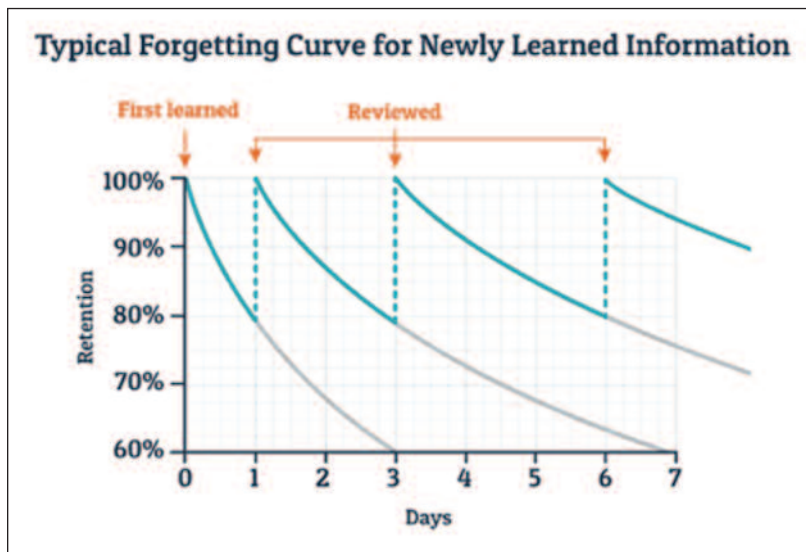 Typical Forgetting Curve for Newly Learned Information
First learned
Reviewed
100%
90%
80%
70%
60%
Retention
0 1 2 3 4 5 6 7
Days